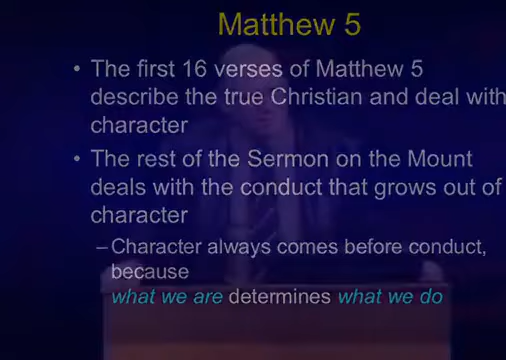 Matthew 5
• The first 16 verses of Matthew 5
describe the true Christian and deal with
character
• The rest of the Sermon on the Mount
deals with the conduct that grows out of
character
–Character always comes before conduct,
because
what we are determines what we do